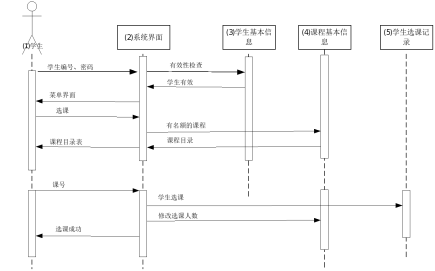 (1)学生
(2)系统界面
(3)学生基本信
息
(4)课程基本信
息
(5)学生选课记
录
学生编号、密码
有效性检查
学生有效
菜单界面
选课
有名额的课程
课程目录
课程目录表
课号
学生选课
修改选课人数
选课成功